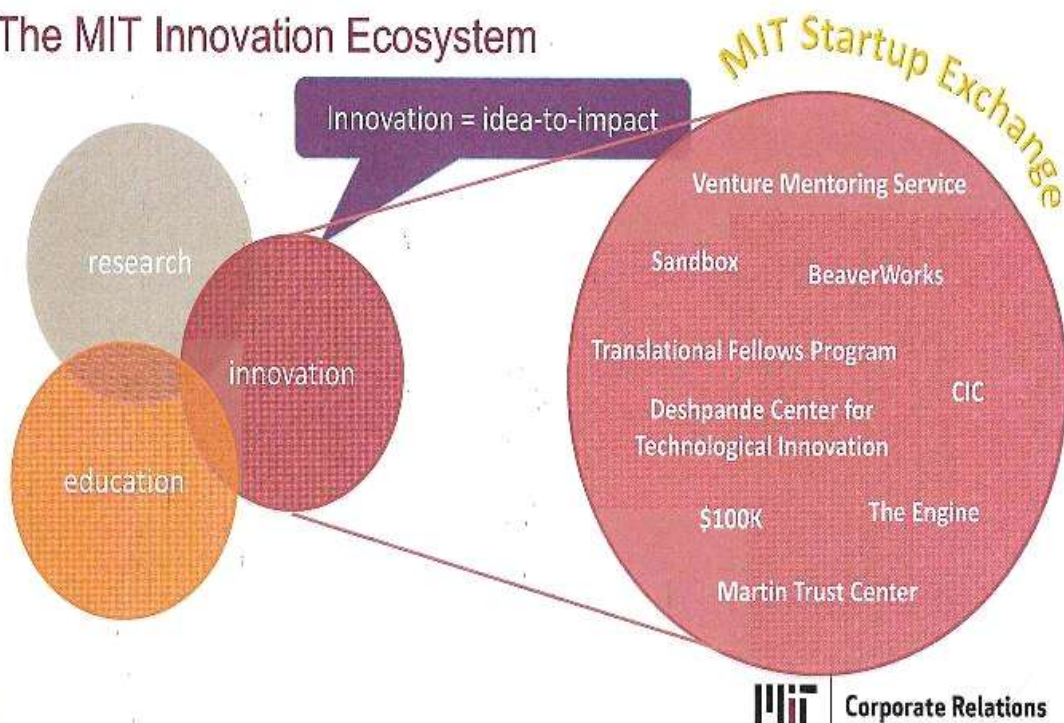 The MIT Innovation Ecosystem
MIT Startup Exchange
Innovation = idea-to-impact
research
innovation
education
Venture Mentoring Service
Sandbox
BeaverWorks
Translational Fellows Program
CIC
Deshpande Center for
Technological Innovation
$100K
The Engine
Martin Trust Center
MIT
Corporate Relations